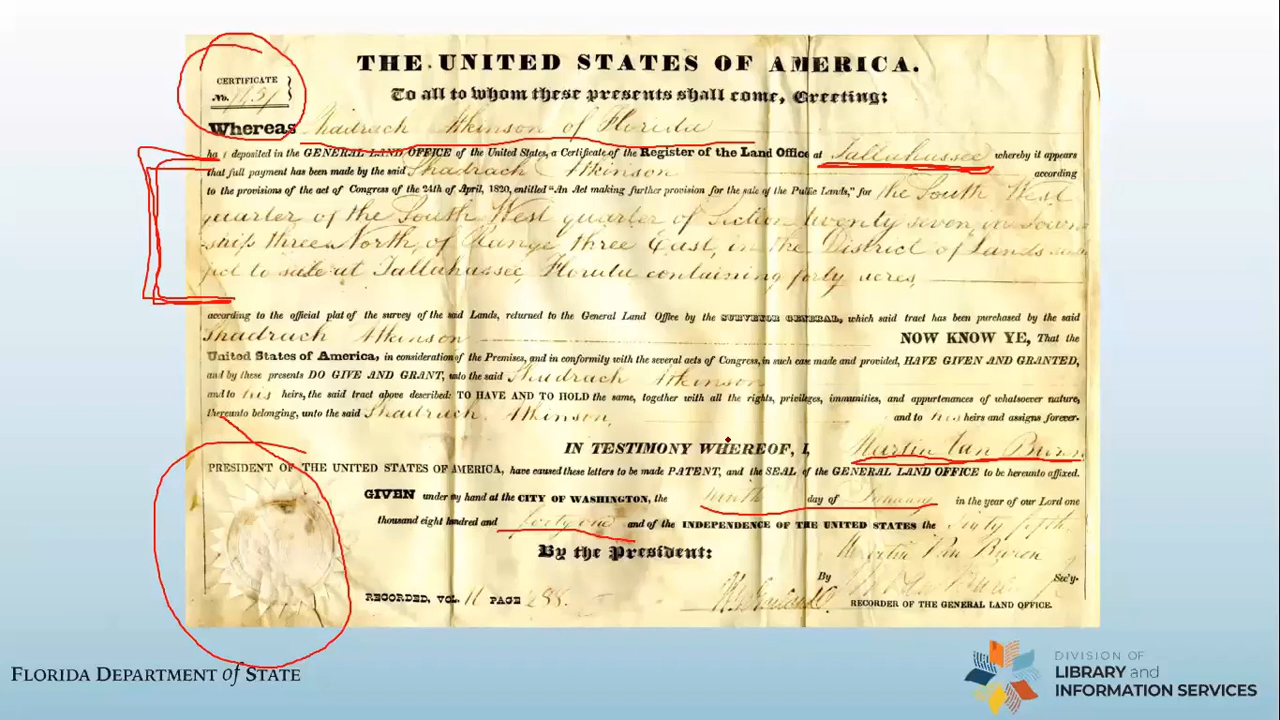 THE UNITED STATES OF AMERICA.
CERTIFICATE
No.
To all to whom these presents shall come, Greeting:
Whereas Shadrach Atkinson of Florida
ha deposited in the GENERAL LAND OFFICE of the United States, a Certificate of the Register of the Land Office at Tallahassee whereby it appears
that full payment has been made by the said Shadrach Atkinson according
to the provisions of the act of Congress of the 24th of April, 1820, entitled "An Act making further provision for the sale of the Public Lands," for the South West
quarter of the South West quarter of Section twenty seven, in Town
ship three North, of Range three East, in the District of Lands
ject to sale at Tallahassee, Florida containing forty acres,
according to the official plat of the survey of the said Lands, returned to the General Land Office by the SURVEYOR GENERAL, which said tract has been purchased by the said
Shadrach Atkinson NOW KNOW YE, That the
United States of America, in consideration of the Premises, and in conformity with the several acts of Congress, in such case made and provided, HAVE GIVEN AND GRANTED,
and by these presents DO GIVE AND GRANT, unto the said Shadrach Atkinson
and to his heirs, the said tract above described: TO HAVE AND TO HOLD the same, together with all the rights, privileges, immunities, and appurtenances of whatsoever nature,
thereunto belonging, unto the said Shadrach Atkinson, and to his heirs and assigns forever.
IN TESTIMONY WHEREOF, I, Martin Van Buren
PRESIDENT OF THE UNITED STATES OF AMERICA, have caused these letters to be made PATENT, and the SEAL of the GENERAL LAND OFFICE to be hereunto affixed.
GIVEN under my hand at the CITY OF WASHINGTON, the day of in the year of our Lord one
thousand eight hundred and forty one and of the INDEPENDENCE OF THE UNITED STATES the Sixty fifth
By the President: Martin Van Buren
By Sec'y.
RECORDED, VOL. 11 PAGE 288. RECORDER OF THE GENERAL LAND OFFICE.
FLORIDA DEPARTMENT of STATE
DIVISION OF
LIBRARY and
INFORMATION SERVICES